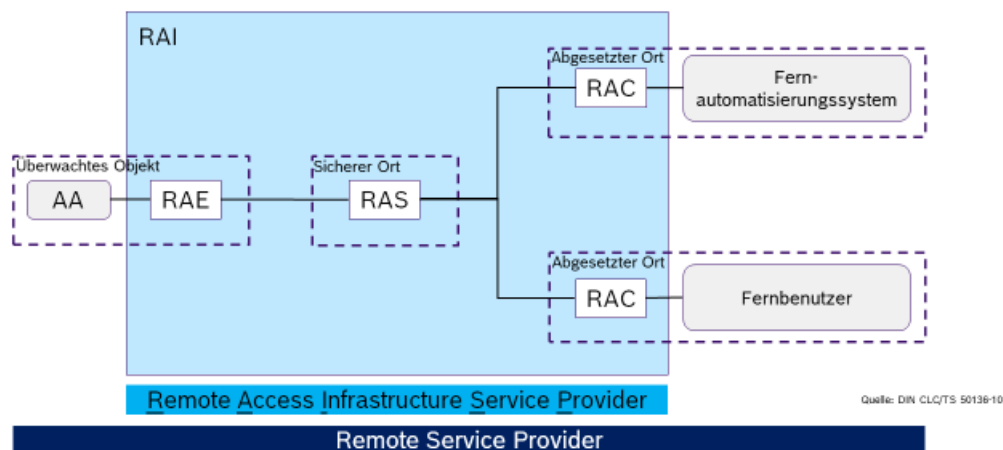 RAI
Abgesetzter Ort
RAC
Fern-
automatisierungssystem
Überwachtes Objekt
AA
RAE
Sicherer Ort
RAS
Abgesetzter Ort
RAC
Fernbenutzer
Remote Access Infrastructure Service Provider
Quelle: DIN CLC/TS 50136-10
Remote Service Provider